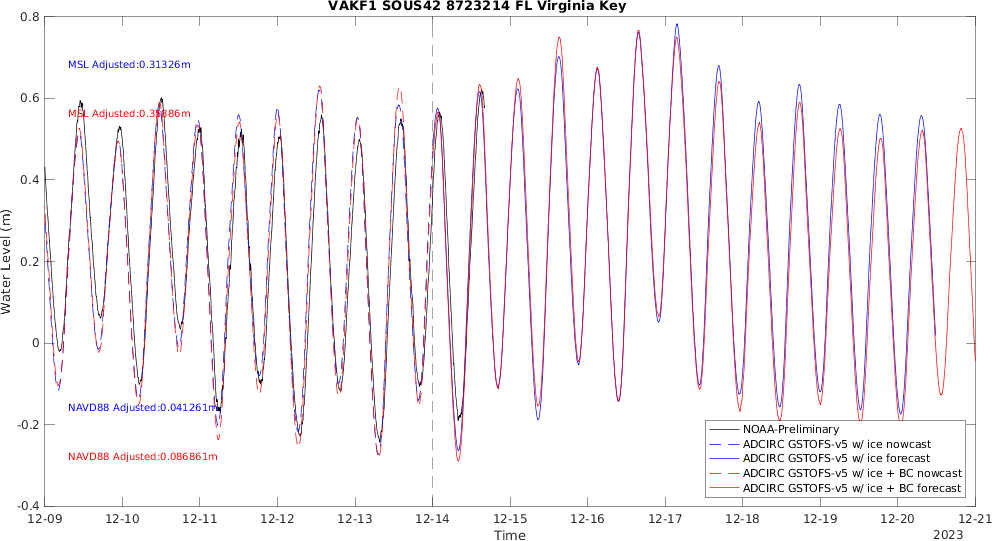 VAKF1 SOUS42 8723214 FL Virginia Key
0.8
0.6
0.4
0.2
0
-0.2
-0.4
Water Level (m)
MSL Adjusted:0.31326m
MSL Adjusted:0.35886m
NAVD88 Adjusted:0.041261m
NAVD88 Adjusted:0.086861m
NOAA-Preliminary
ADCIRC GSTOFS-v5 w/ ice nowcast
ADCIRC GSTOFS-v5 w/ ice forecast
ADCIRC GSTOFS-v5 w/ ice + BC nowcast
ADCIRC GSTOFS-v5 w/ ice + BC forecast
12-09 12-10 12-11 12-12 12-13 12-14 12-15 12-16 12-17 12-18 12-19 12-20 12-21
Time
2023